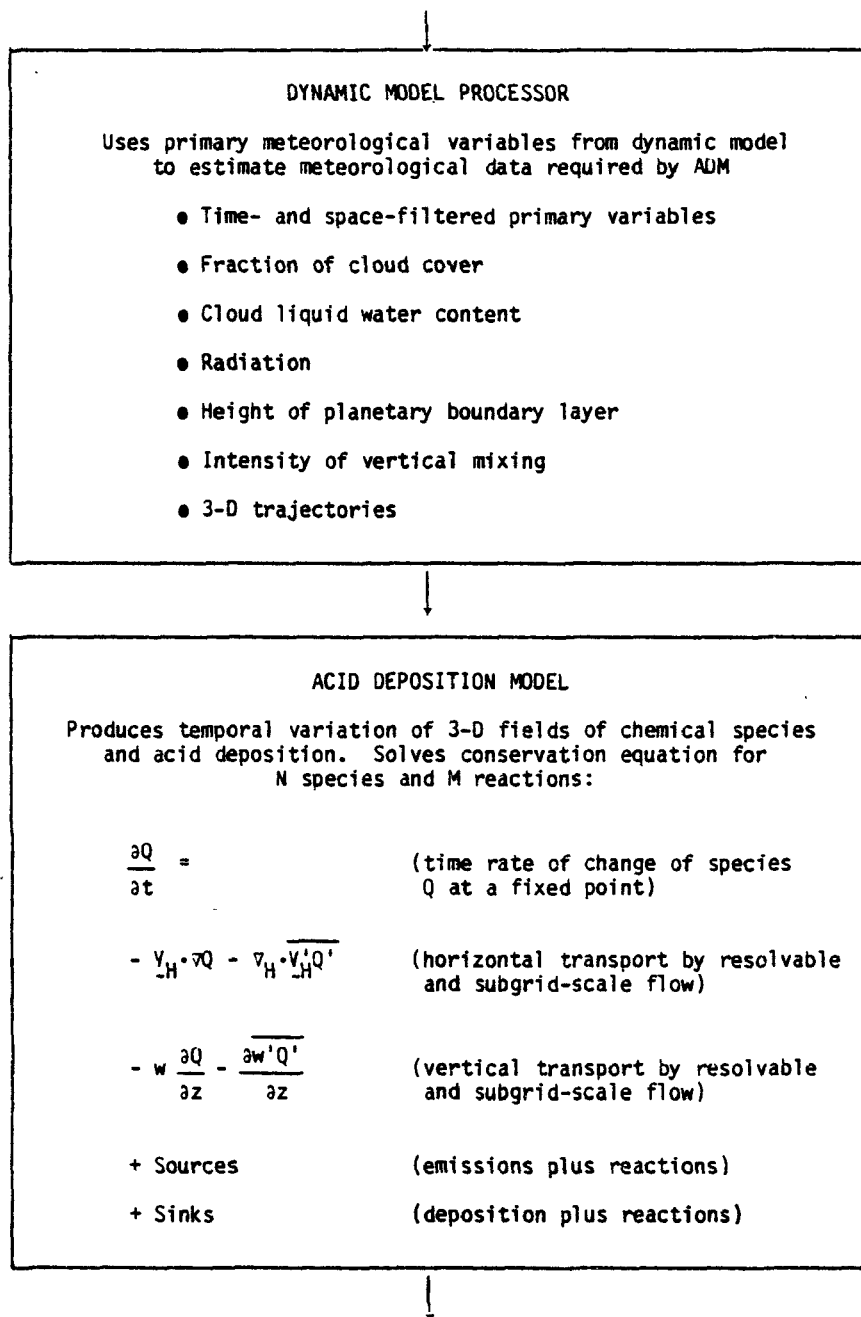 DYNAMIC MODEL PROCESSOR
Uses primary meteorological variables from dynamic model
to estimate meteorological data required by ADM
● Time- and space-filtered primary variables
● Fraction of cloud cover
● Cloud liquid water content
● Radiation
● Height of planetary boundary layer
● Intensity of vertical mixing
● 3-D trajectories
ACID DEPOSITION MODEL
Produces temporal variation of 3-D fields of chemical species
and acid deposition. Solves conservation equation for
N species and M reactions:
∂Q/∂t = (time rate of change of species
Q at a fixed point)
- V̰_H·∇Q - ∇_H·\overline{V̰'_HQ'} (horizontal transport by resolvable
and subgrid-scale flow)
- w ∂Q/∂z - \overline{∂w'Q'}/∂z (vertical transport by resolvable
and subgrid-scale flow)
+ Sources (emissions plus reactions)
+ Sinks (deposition plus reactions)